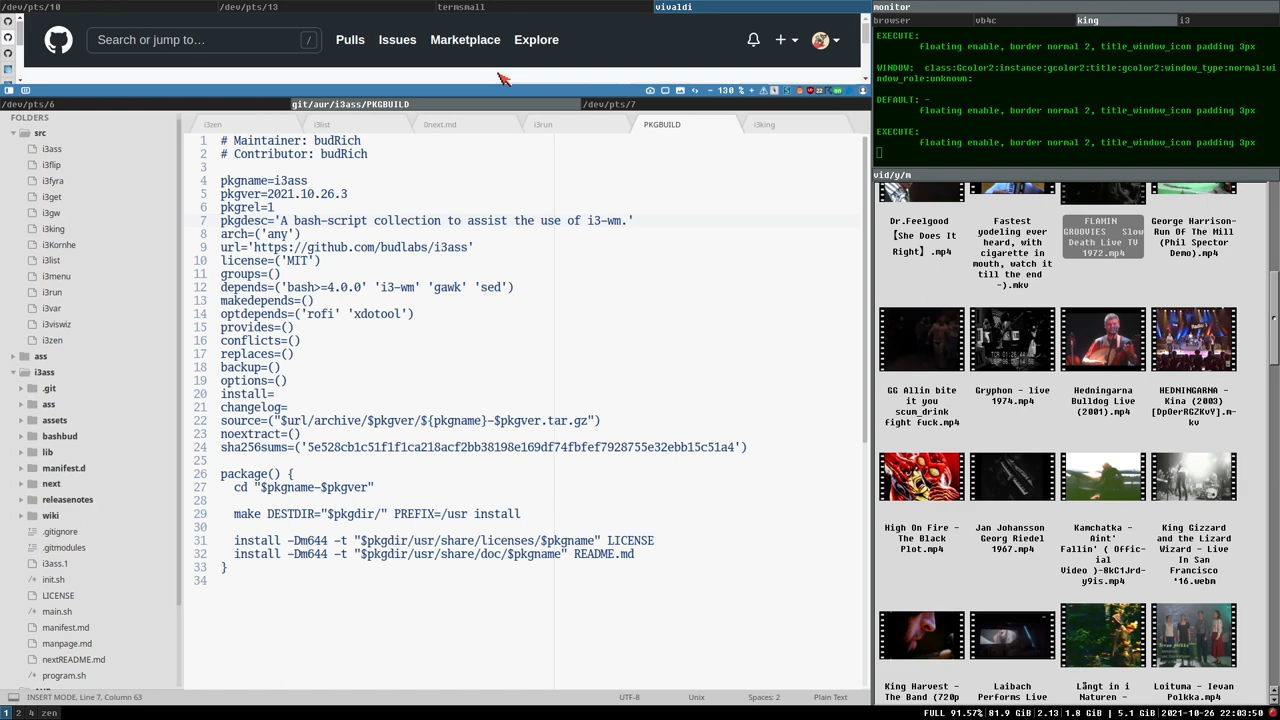 /dev/pts/10 /dev/pts/13 termsmall vivaldi
Search or jump to… / Pulls Issues Marketplace Explore
130 %
/dev/pts/6 git/aur/i3ass/PKGBUILD /dev/pts/7
FOLDERS
src
i3ass
i3flip
i3fyra
i3get
i3gw
i3king
i3Kornhe
i3list
i3menu
i3run
i3var
i3viswiz
i3zen
ass
i3ass
.git
ass
assets
bashbud
lib
manifest.d
next
releasenotes
wiki
.gitignore
.gitmodules
i3ass.1
init.sh
LICENSE
main.sh
manifest.md
manpage.md
nextREADME.md
program.sh
i3zen i3list 0next.md i3run PKGBUILD i3king
1 # Maintainer: budRich
2 # Contributor: budRich
3
4 pkgname=i3ass
5 pkgver=2021.10.26.3
6 pkgrel=1
7 pkgdesc='A bash-script collection to assist the use of i3-wm.'
8 arch=('any')
9 url='https://github.com/budlabs/i3ass'
10 license=('MIT')
11 groups=()
12 depends=('bash>=4.0.0' 'i3-wm' 'gawk' 'sed')
13 makedepends=()
14 optdepends=('rofi' 'xdotool')
15 provides=()
16 conflicts=()
17 replaces=()
18 backup=()
19 options=()
20 install=
21 changelog=
22 source=("$url/archive/$pkgver/${pkgname}-$pkgver.tar.gz")
23 noextract=()
24 sha256sums=('5e528cb1c51f1f1ca218acf2bb38198e169df74fbfef7928755e32ebb15c51a4')
25
26 package() {
27 cd "$pkgname-$pkgver"
28
29 make DESTDIR="$pkgdir/" PREFIX=/usr install
30
31 install -Dm644 -t "$pkgdir/usr/share/licenses/$pkgname" LICENSE
32 install -Dm644 -t "$pkgdir/usr/share/doc/$pkgname" README.md
33 }
34
INSERT MODE, Line 7, Column 63 UTF-8 Unix Spaces: 2 Plain Text
monitor
browser vb4c king i3
EXECUTE:
floating enable, border normal 2, title_window_icon padding 3px
WINDOW: class:Gcolor2:instance:gcolor2:title:gcolor2:window_type:normal:wi
ndow_role:unknown:
DEFAULT: -
EXECUTE:
floating enable, border normal 2, title_window_icon padding 3px
EXECUTE:
floating enable, border normal 2, title_window_icon padding 3px
vid/y/m
Dr.Feelgood
【She Does It
Right】.mp4
Fastest
yodeling ever
heard, with
cigarette in
mouth, watch it
till the end
-).mkv
FLAMIN
GROOVIES Slow
Death Live TV
1972.mp4
George Harrison-
Run Of The Mill
(Phil Spector
Demo).mp4
GG Allin bite
it you
scum_drink
fight fuck.mp4
Gryphon - live
1974.mp4
Hedningarna
Bulldog Live
(2001).mp4
HEDNINGARNA -
Kina (2003)
[DpOerRGZKvY].m-
kv
High On Fire -
The Black
Plot.mp4
Jan Johansson
Georg Riedel
1967.mp4
Kamchatka -
Ain't
Fallin' ( Offic-
ial
Video )-8kC1Jrd-
y9is.mp4
King Gizzard
and the Lizard
Wizard - Live
In San
Francisco
'16.webm
King Harvest -
The Band (720p
Laibach
Performs Live
Långt in i
Naturen -
Loituma - Ievan
Polkka.mp4
1 2 4 zen FULL 91.57% 81.9 GiB 2.13 1.8 GiB | 5.1 GiB 2021-10-26 22:03:50